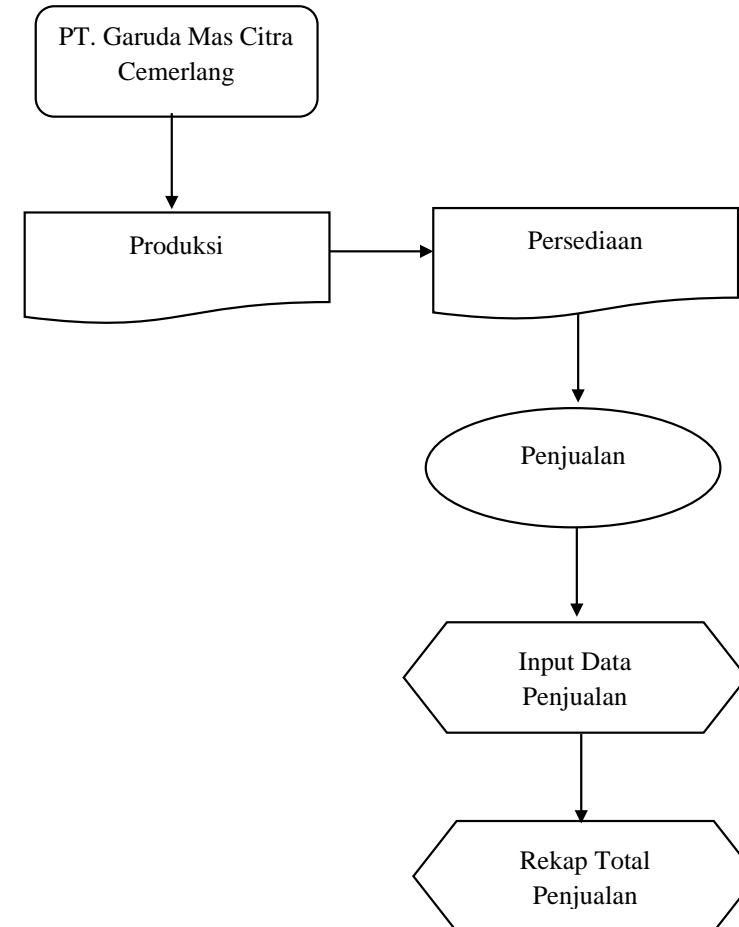 PT. Garuda Mas Citra
Cemerlang
Produksi
Persediaan
Penjualan
Input Data
Penjualan
Rekap Total
Penjualan